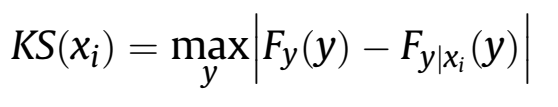 KS(x_i) = max_y |F_y(y) − F_{y|x_i}(y)|